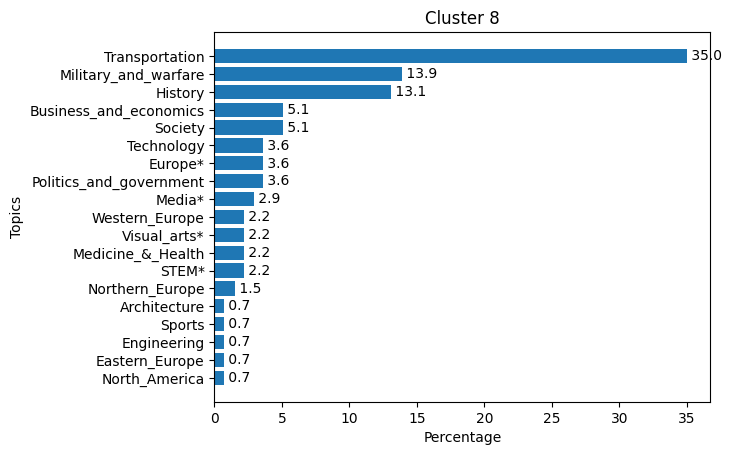 Cluster 8
Topics
Transportation 35.0
Military_and_warfare 13.9
History 13.1
Business_and_economics 5.1
Society 5.1
Technology 3.6
Europe* 3.6
Politics_and_government 3.6
Media* 2.9
Western_Europe 2.2
Visual_arts* 2.2
Medicine_&_Health 2.2
STEM* 2.2
Northern_Europe 1.5
Architecture 0.7
Sports 0.7
Engineering 0.7
Eastern_Europe 0.7
North_America 0.7
0 5 10 15 20 25 30 35
Percentage